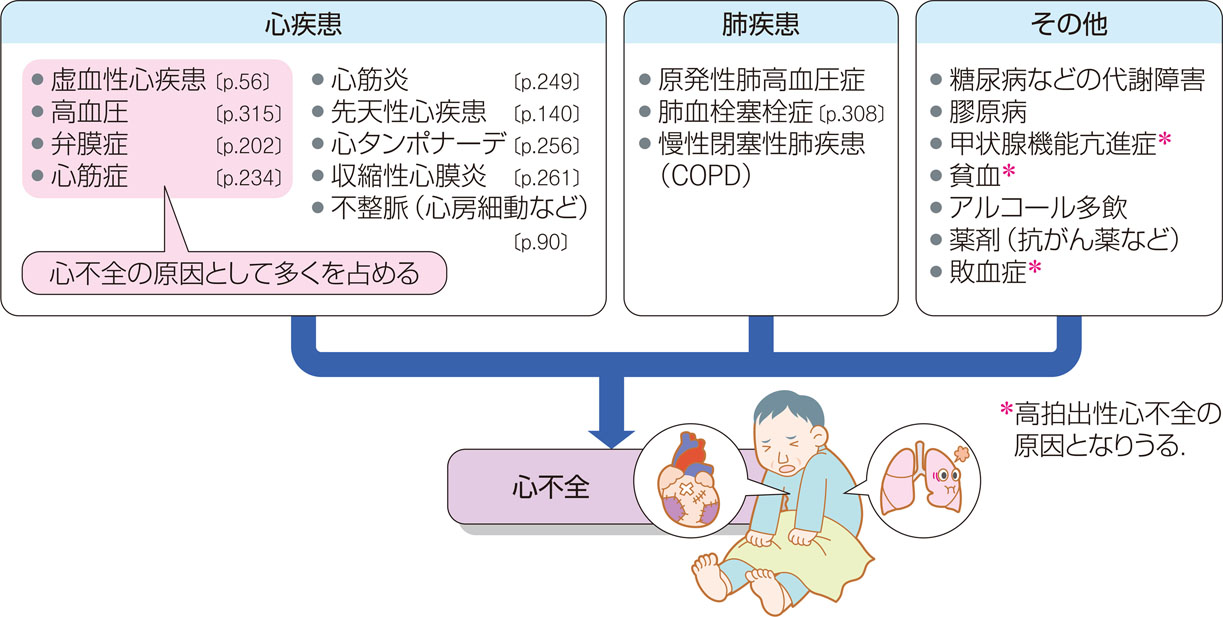 心疾患
●虚血性心疾患〔p.56〕
●高血圧〔p.315〕
●弁膜症〔p.202〕
●心筋症〔p.234〕
心不全の原因として多くを占める
●心筋炎〔p.249〕
●先天性心疾患〔p.140〕
●心タンポナーデ〔p.256〕
●収縮性心膜炎〔p.261〕
●不整脈(心房細動など)
〔p.90〕
肺疾患
●原発性肺高血圧症
●肺血栓塞栓症〔p.308〕
●慢性閉塞性肺疾患
(COPD)
その他
●糖尿病などの代謝障害
●膠原病
●甲状腺機能亢進症*
●貧血*
●アルコール多飲
●薬剤(抗がん薬など)
●敗血症*
心不全
*高拍出性心不全の
原因となりうる.